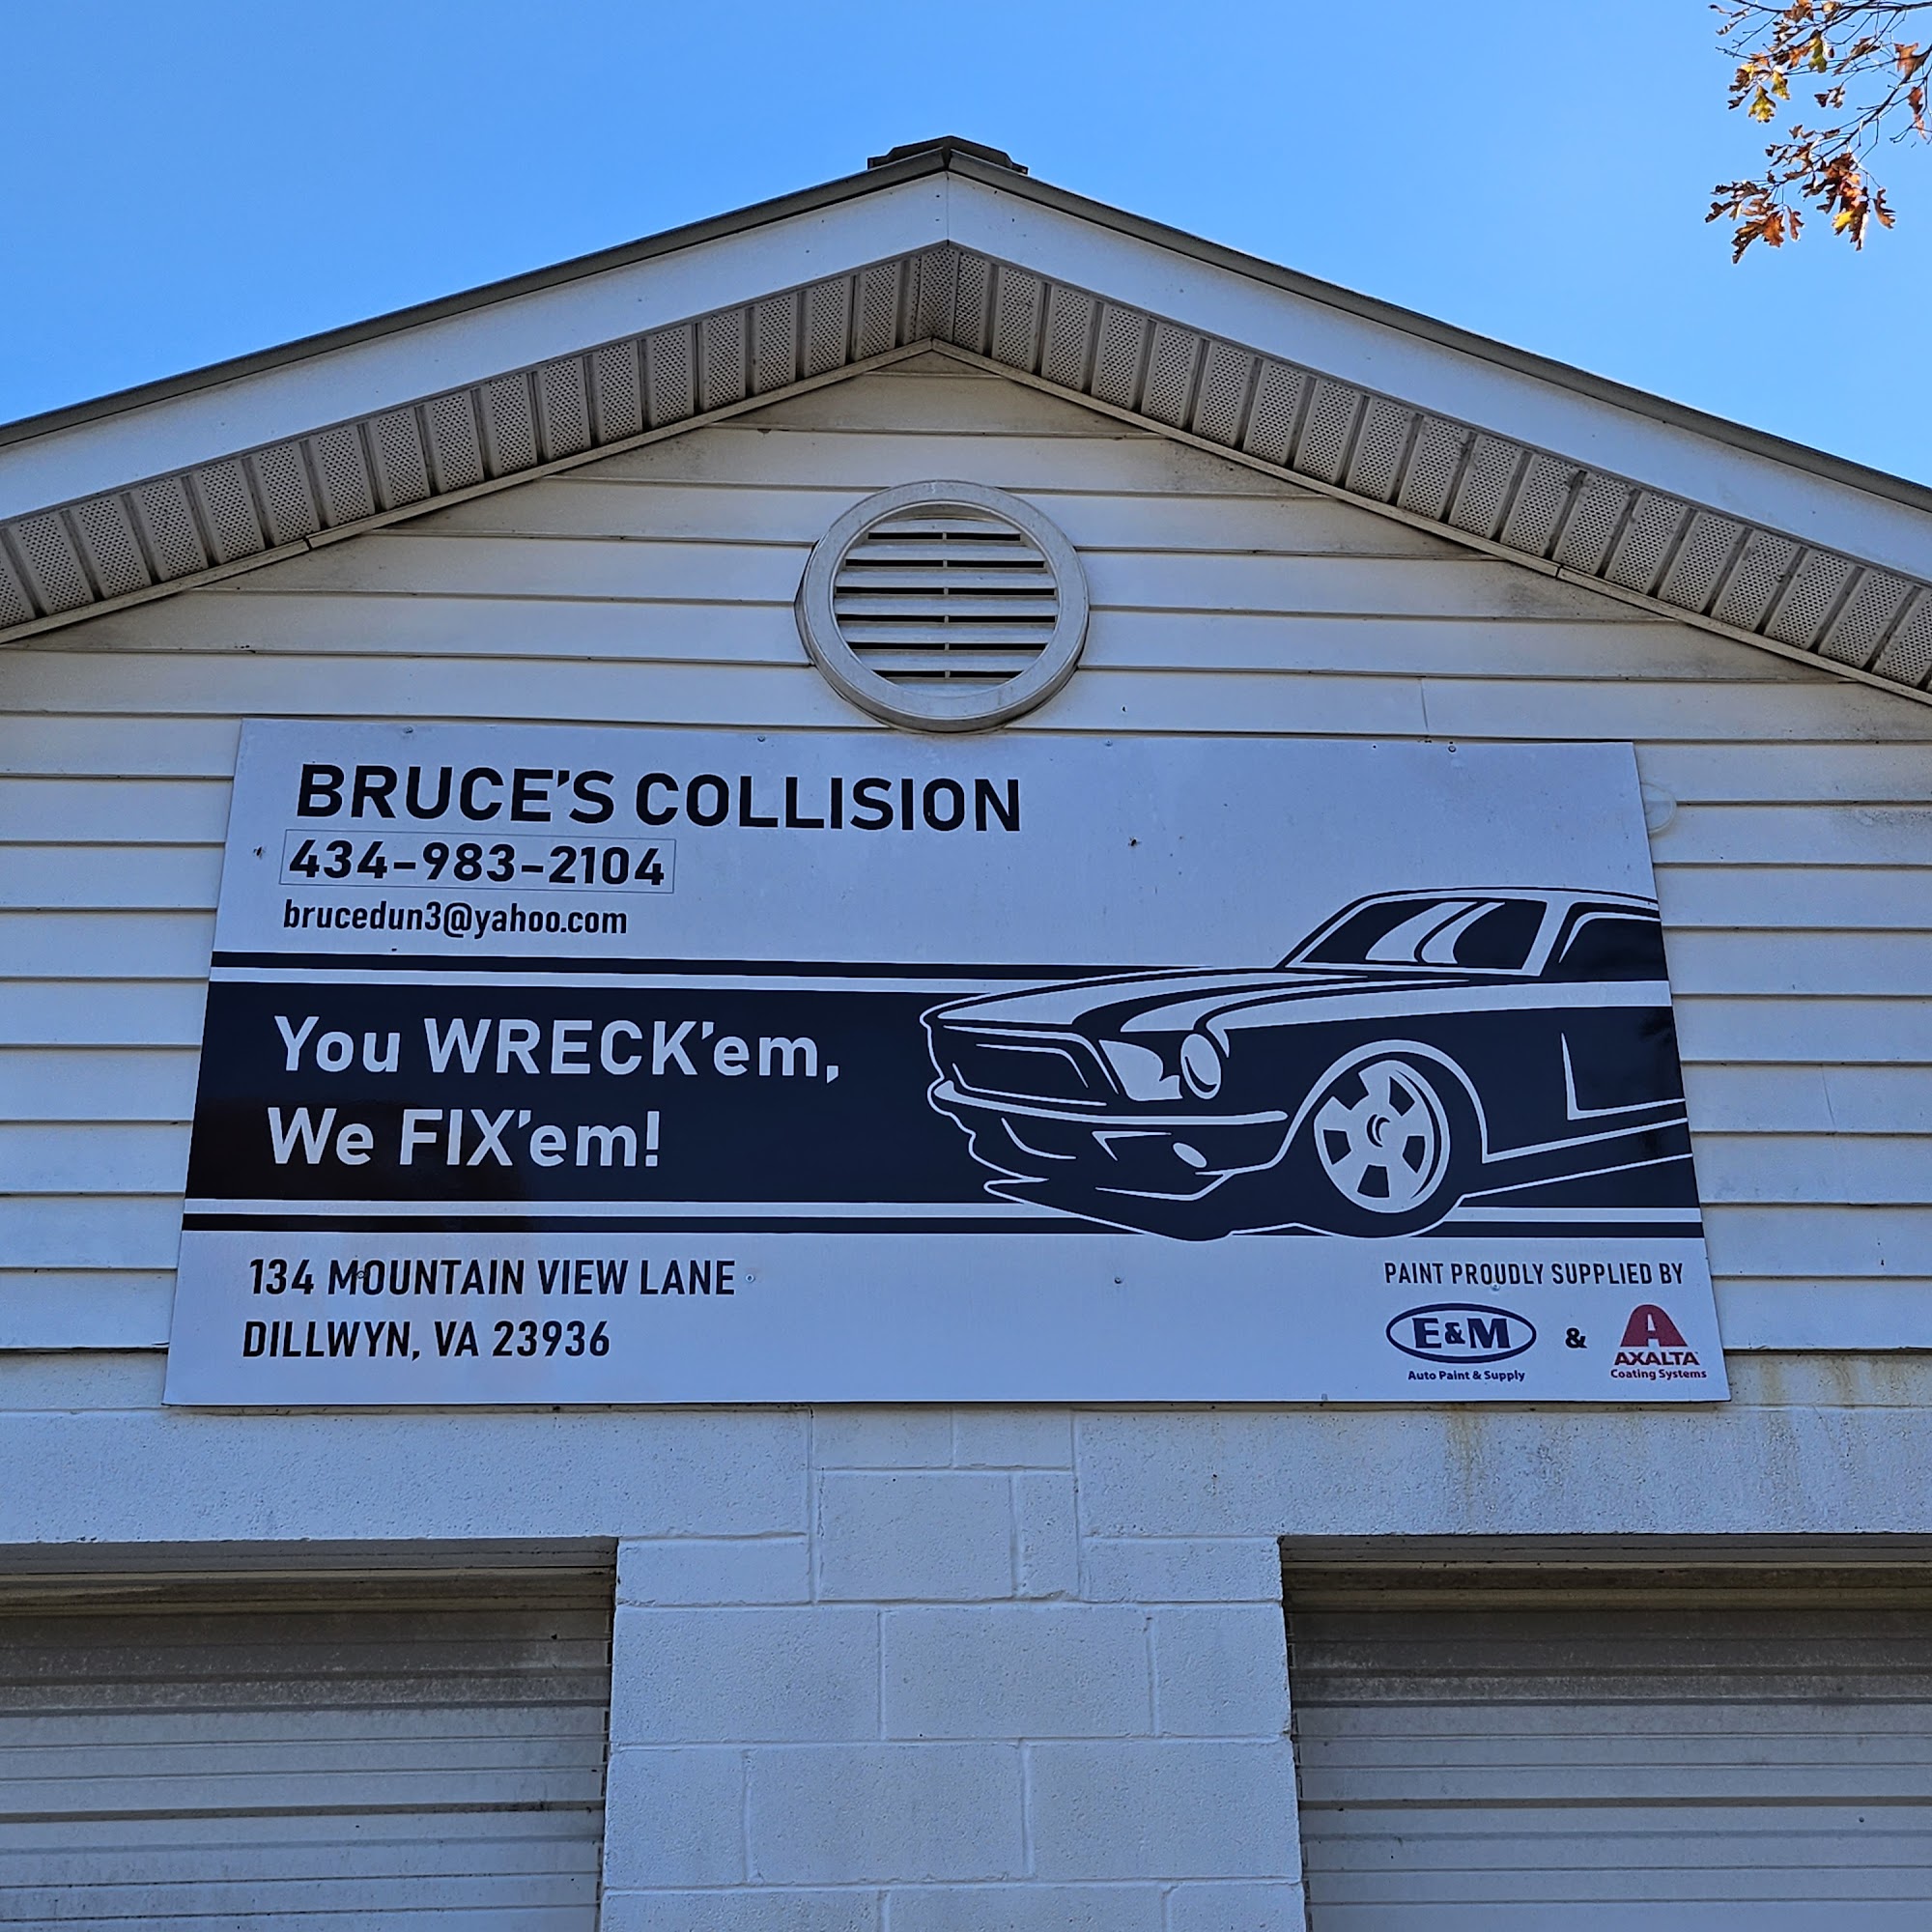 BRUCE'S COLLISION
434-983-2104
brucedun3@yahoo.com
You WRECK'em,
We FIX'em!
134 MOUNTAIN VIEW LANE
DILLWYN, VA 23936
PAINT PROUDLY SUPPLIED BY
E&M
Auto Paint & Supply
&
A
AXALTA
Coating Systems